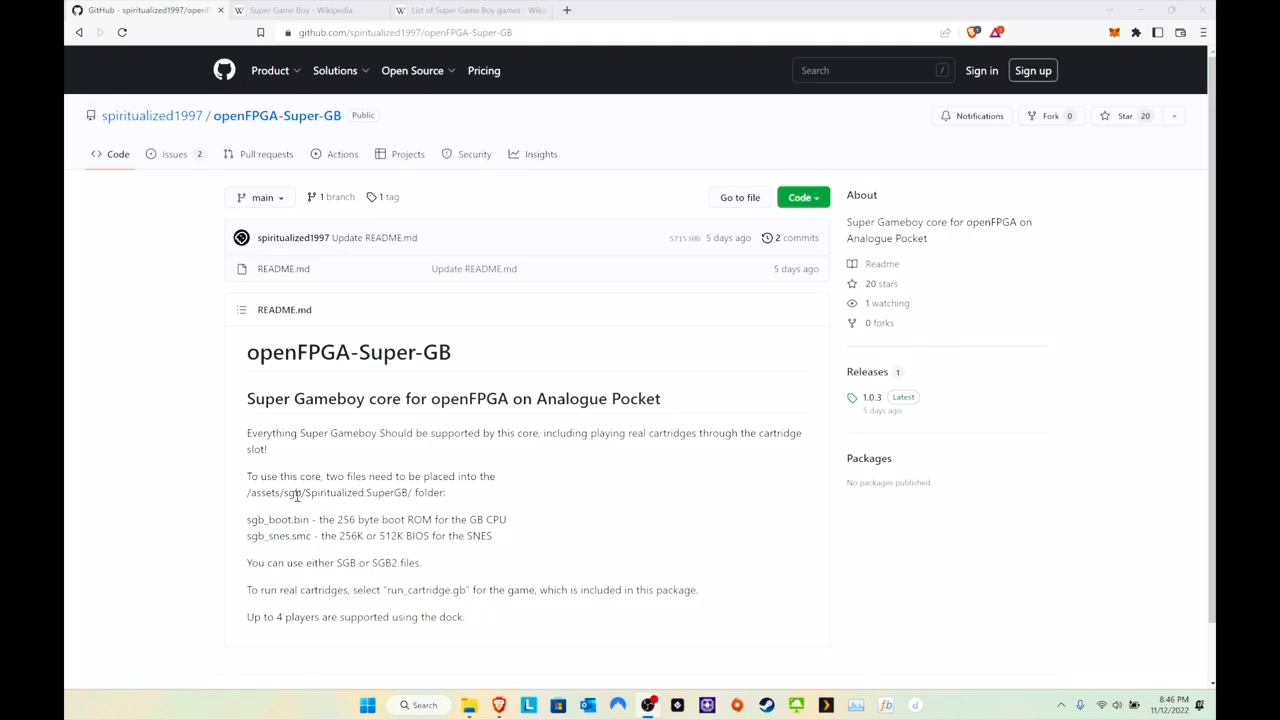 GitHub - spiritualized1997/openF
Super Game Boy - Wikipedia
List of Super Game Boy games - Wiki
github.com/spiritualized1997/openFPGA-Super-GB
Product
Solutions
Open Source
Pricing
Search
/
Sign in
Sign up
spiritualized1997 / openFPGA-Super-GB
Public
Notifications
Fork 0
Star 20
Code
Issues 2
Pull requests
Actions
Projects
Security
Insights
main
1 branch
1 tag
Go to file
Code
About
Super Gameboy core for openFPGA on
Analogue Pocket
spiritualized1997 Update README.md
571530b 5 days ago
2 commits
README.md
Update README.md
5 days ago
Readme
20 stars
1 watching
0 forks
README.md
openFPGA-Super-GB
Super Gameboy core for openFPGA on Analogue Pocket
Everything Super Gameboy Should be supported by this core, including playing real cartridges through the cartridge
slot!
To use this core, two files need to be placed into the
/assets/sgb/Spiritualized.SuperGB/ folder:
sgb_boot.bin - the 256 byte boot ROM for the GB CPU
sgb_snes.smc - the 256K or 512K BIOS for the SNES
You can use either SGB or SGB2 files.
To run real cartridges, select "run_cartridge.gb" for the game, which is included in this package.
Up to 4 players are supported using the dock.
Releases 1
1.0.3 Latest
5 days ago
Packages
No packages published
Search
8:46 PM
11/12/2022